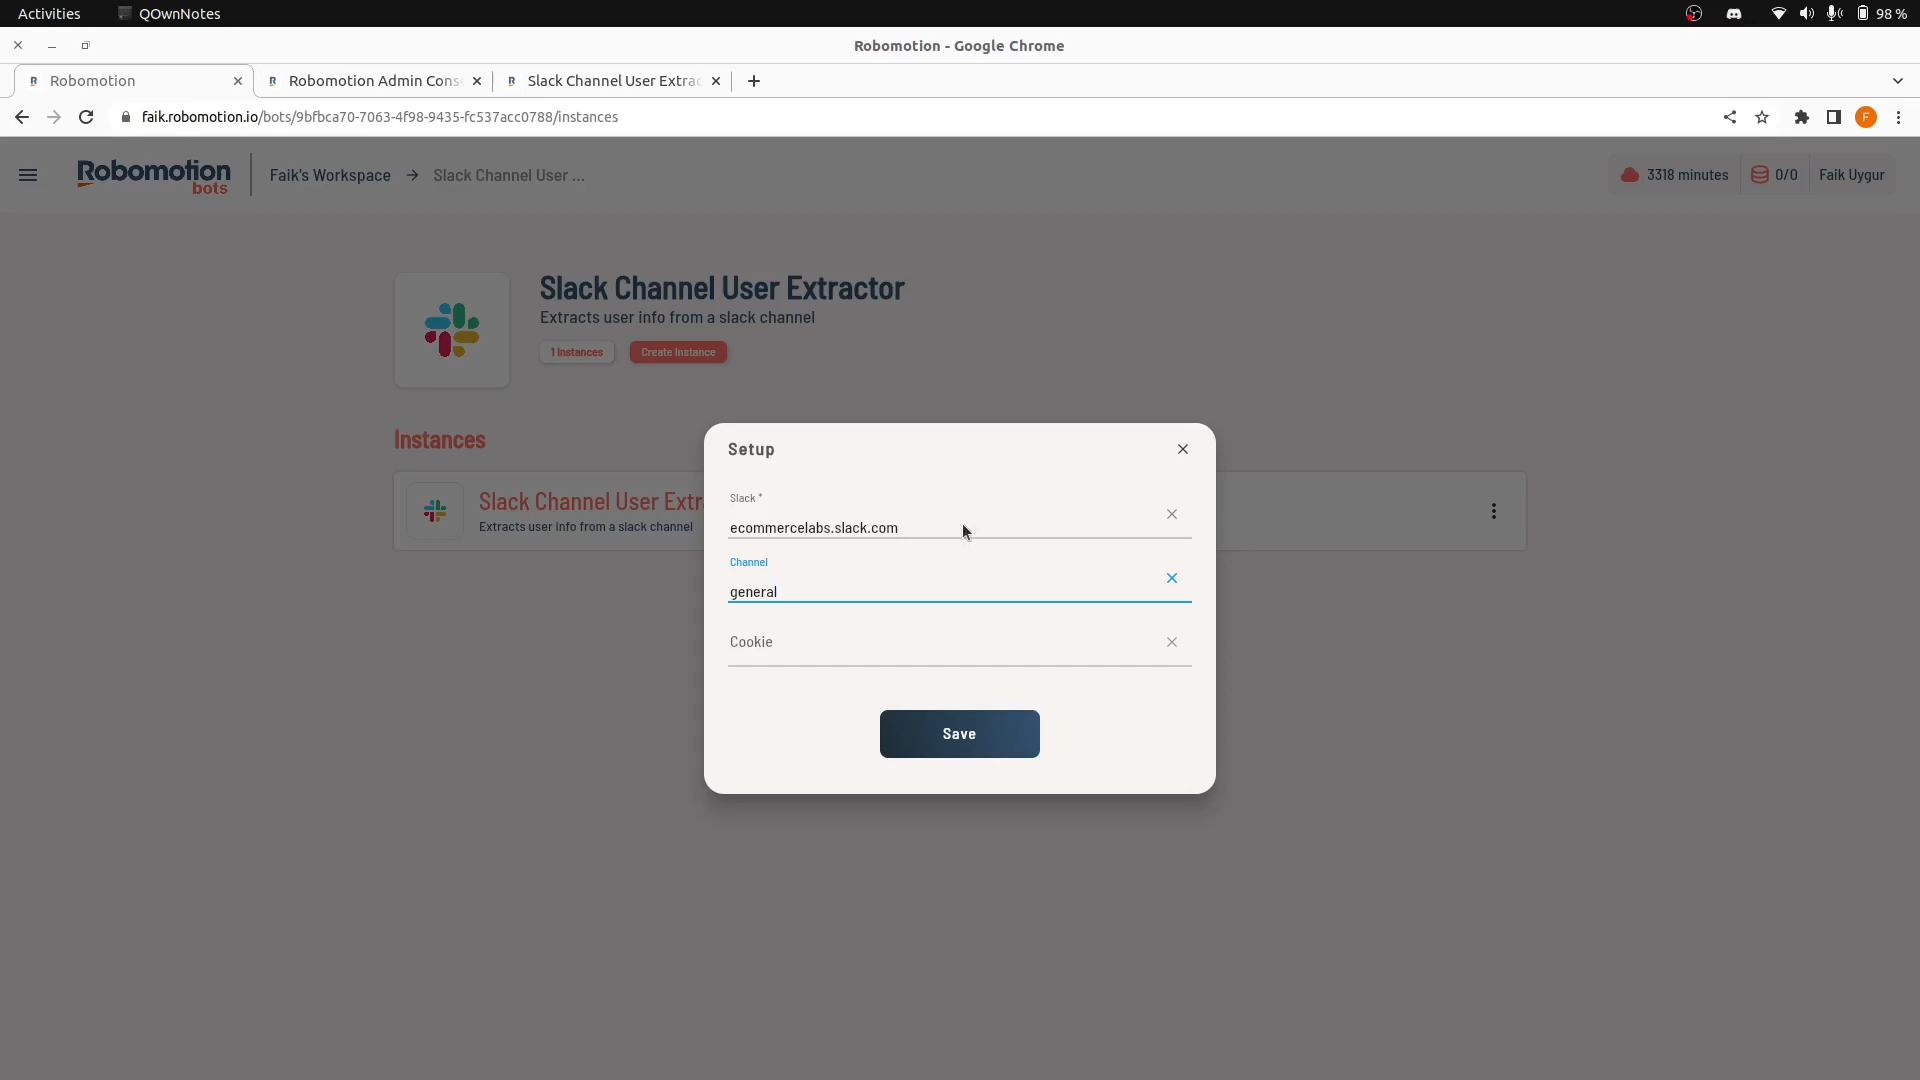 Activities QOwnNotes 98 %
Robomotion - Google Chrome
Robomotion Robomotion Admin Cons Slack Channel User Extrac
faik.robomotion.io/bots/9bfbca70-7063-4f98-9435-fc537acc0788/instances F
Robomotion bots Faik's Workspace → Slack Channel User ... 3318 minutes 0/0 Faik Uygur
Slack Channel User Extractor
Extracts user info from a slack channel
1 Instances Create Instance
Instances
Slack Channel User Extr
Extracts user info from a slack channel
Setup
Slack *
ecommercelabs.slack.com
Channel
general
Cookie
Save